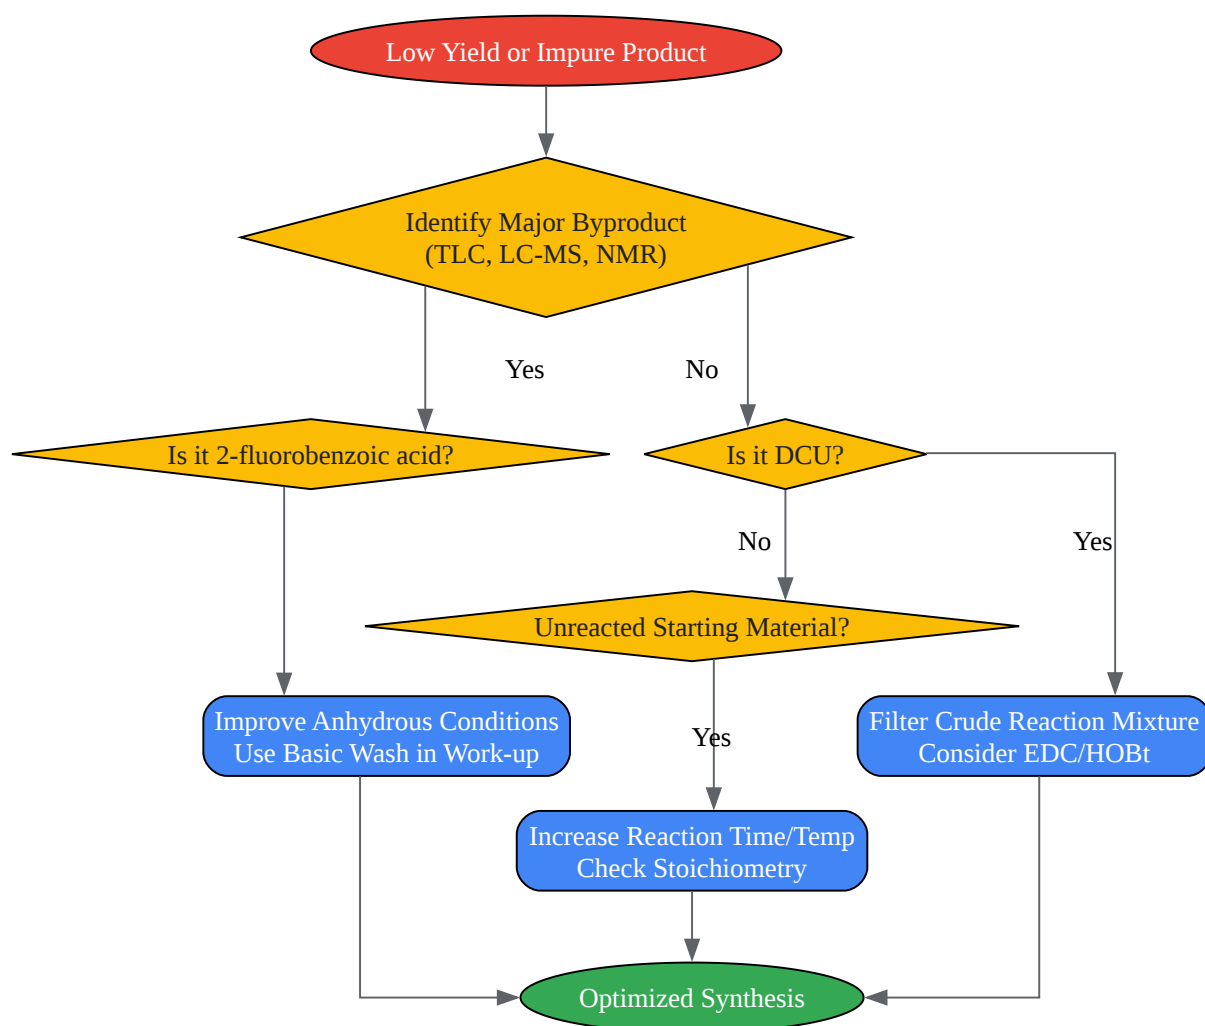 Low Yield or Impure Product
Identify Major Byproduct
(TLC, LC-MS, NMR)
Yes
No
Is it 2-fluorobenzoic acid?
Is it DCU?
No
Yes
Unreacted Starting Material?
Improve Anhydrous Conditions
Use Basic Wash in Work-up
Yes
Filter Crude Reaction Mixture
Consider EDC/HOBt
Increase Reaction Time/Temp
Check Stoichiometry
Optimized Synthesis